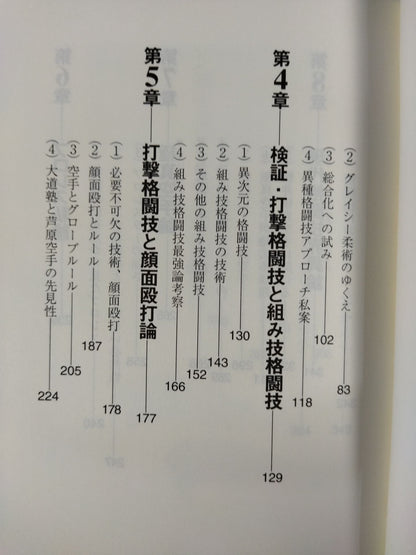 (2) グレイシー柔術のゆくえ──83
(3) 総合化への試み──102
(4) 異種格闘技アプローチ私案──118
第4章──検証・打撃格闘技と組み技格闘技──129
(1) 異次元の格闘技──130
(2) 組み技格闘技の技術──143
(3) その他の組み技格闘技──152
(4) 組み技格闘技最強論考察──166
第5章──打撃格闘技と顔面殴打論──177
(1) 必要不可欠の技術、顔面殴打──178
(2) 顔面殴打とルール──187
(3) 空手とグローブルール──205
(4) 大道塾と芦原空手の先見性──224